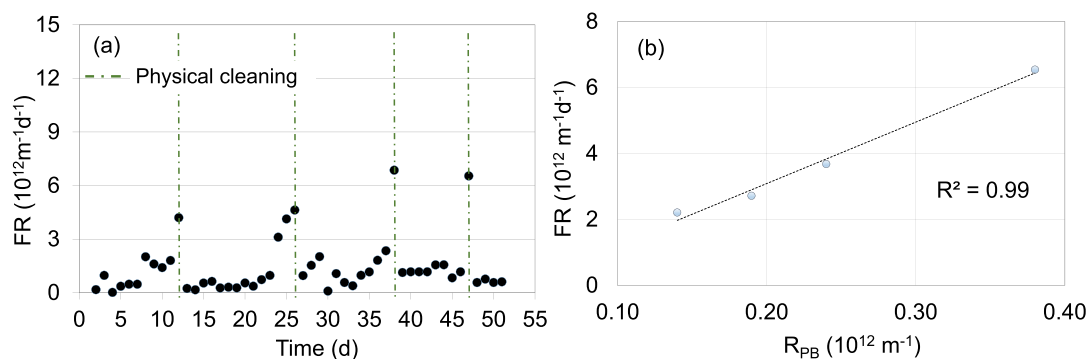 (a)
Physical cleaning
15
12
9
6
3
0
FR (10¹²m⁻¹d⁻¹)
0 5 10 15 20 25 30 35 40 45 50 55
Time (d)
(b)
R² = 0.99
8
6
4
2
0
FR (10¹² m⁻¹d⁻¹)
0.10 0.20 0.30 0.40
R_PB (10¹² m⁻¹)